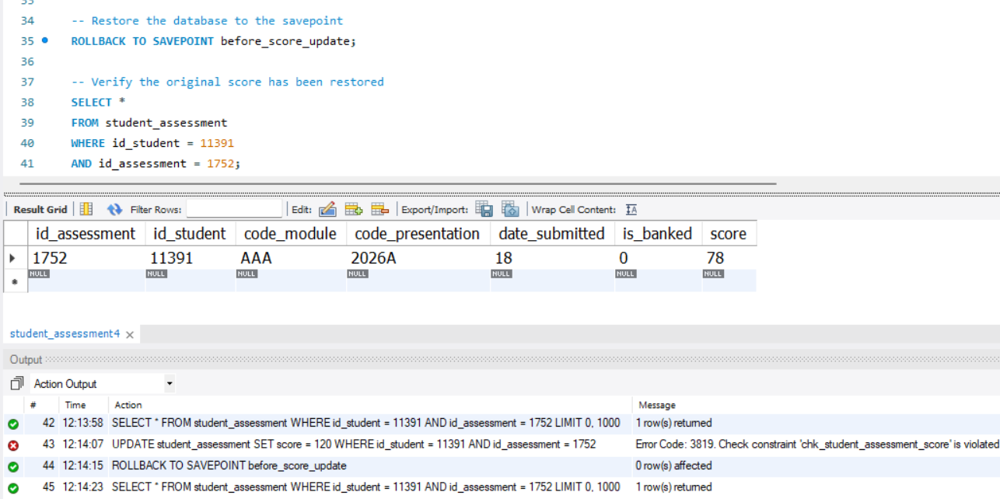 33
34 -- Restore the database to the savepoint
35 ROLLBACK TO SAVEPOINT before_score_update;
36
37 -- Verify the original score has been restored
38 SELECT *
39 FROM student_assessment
40 WHERE id_student = 11391
41 AND id_assessment = 1752;
Result Grid Filter Rows: Edit: Export/Import: Wrap Cell Content: IA
id_assessment id_student code_module code_presentation date_submitted is_banked score
1752 11391 AAA 2026A 18 0 78
NULL NULL NULL NULL NULL NULL NULL
student_assessment4 ×
Output
Action Output
# Time Action Message
42 12:13:58 SELECT * FROM student_assessment WHERE id_student = 11391 AND id_assessment = 1752 LIMIT 0, 1000 1 row(s) returned
43 12:14:07 UPDATE student_assessment SET score = 120 WHERE id_student = 11391 AND id_assessment = 1752 Error Code: 3819. Check constraint 'chk_student_assessment_score' is violated
44 12:14:15 ROLLBACK TO SAVEPOINT before_score_update 0 row(s) affected
45 12:14:23 SELECT * FROM student_assessment WHERE id_student = 11391 AND id_assessment = 1752 LIMIT 0, 1000 1 row(s) returned